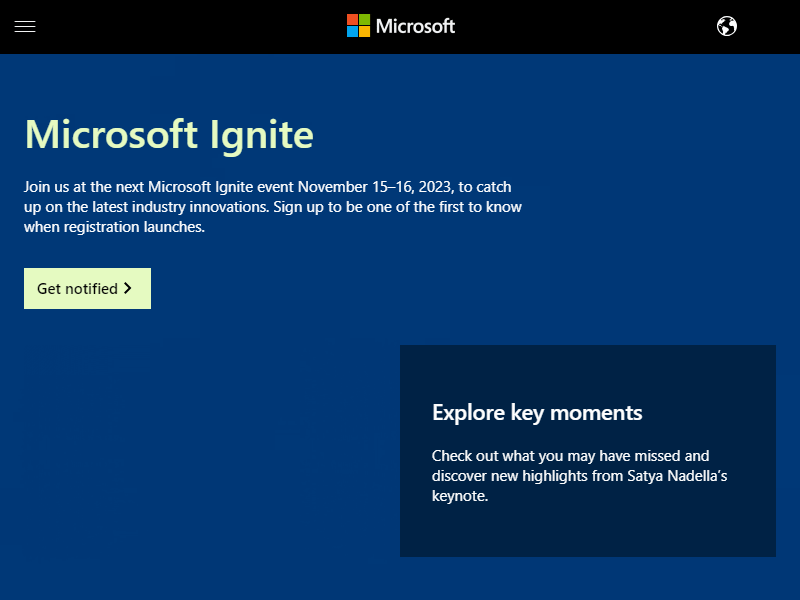 Microsoft
Microsoft Ignite
Join us at the next Microsoft Ignite event November 15–16, 2023, to catch
up on the latest industry innovations. Sign up to be one of the first to know
when registration launches.
Get notified
Explore key moments
Check out what you may have missed and
discover new highlights from Satya Nadella’s
keynote.